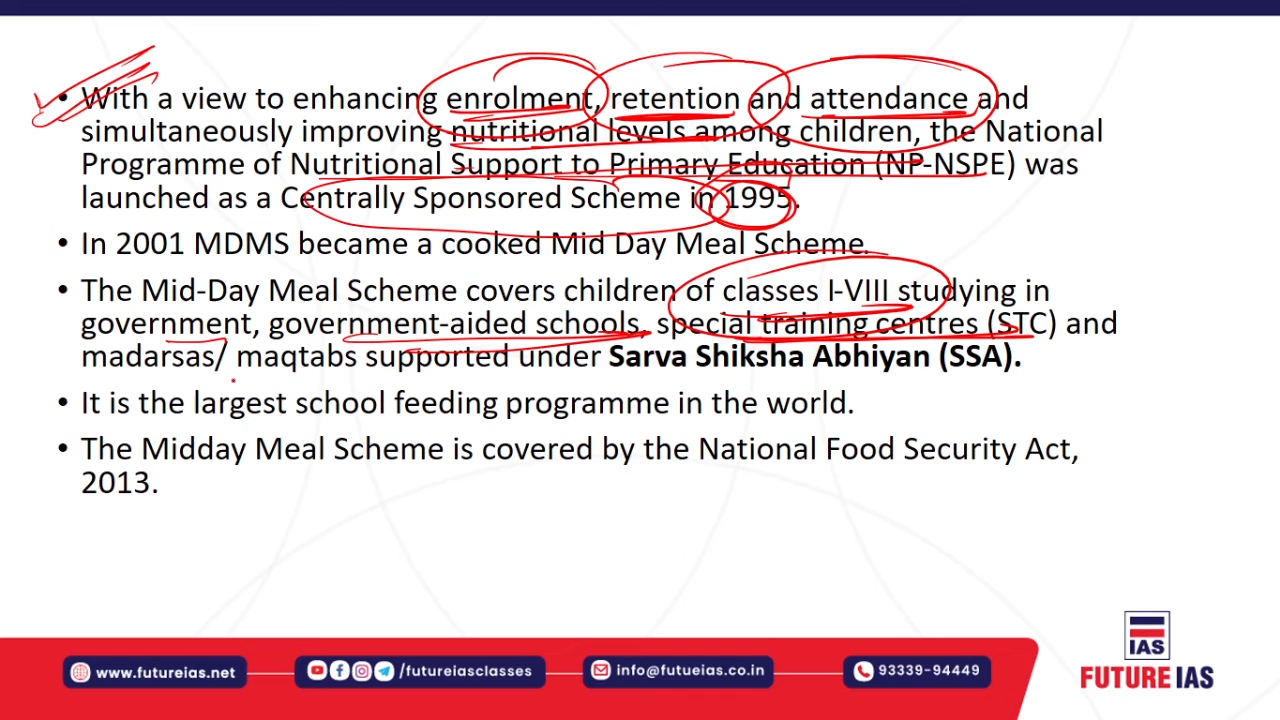 • With a view to enhancing enrolment, retention and attendance and
simultaneously improving nutritional levels among children, the National
Programme of Nutritional Support to Primary Education (NP-NSPE) was
launched as a Centrally Sponsored Scheme in 1995.
• In 2001 MDMS became a cooked Mid Day Meal Scheme.
• The Mid-Day Meal Scheme covers children of classes I-VIII studying in
government, government-aided schools, special training centres (STC) and
madarsas/ maqtabs supported under Sarva Shiksha Abhiyan (SSA).
• It is the largest school feeding programme in the world.
• The Midday Meal Scheme is covered by the National Food Security Act,
2013.
IAS
www.futureias.net
/futureiasclasses
info@futueias.co.in
93339-94449
FUTURE IAS